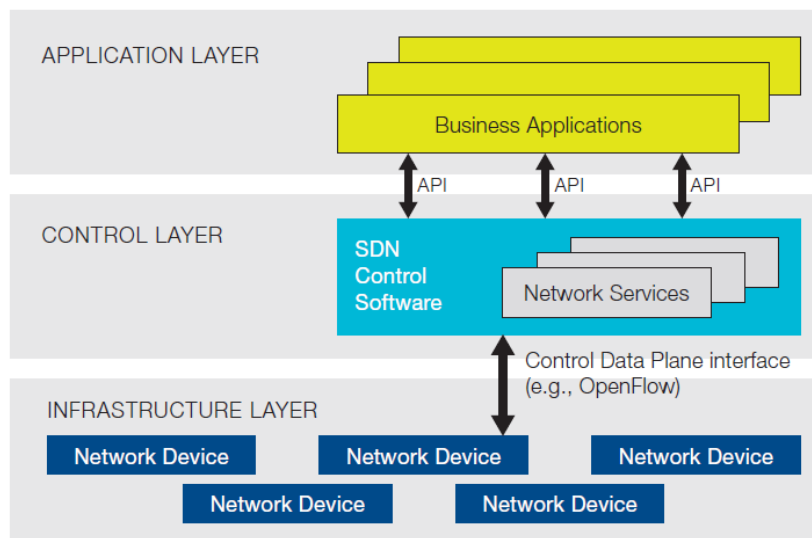 APPLICATION LAYER
Business Applications
API
API
API
CONTROL LAYER
SDN
Control
Software
Network Services
Control Data Plane interface
(e.g., OpenFlow)
INFRASTRUCTURE LAYER
Network Device
Network Device
Network Device
Network Device
Network Device